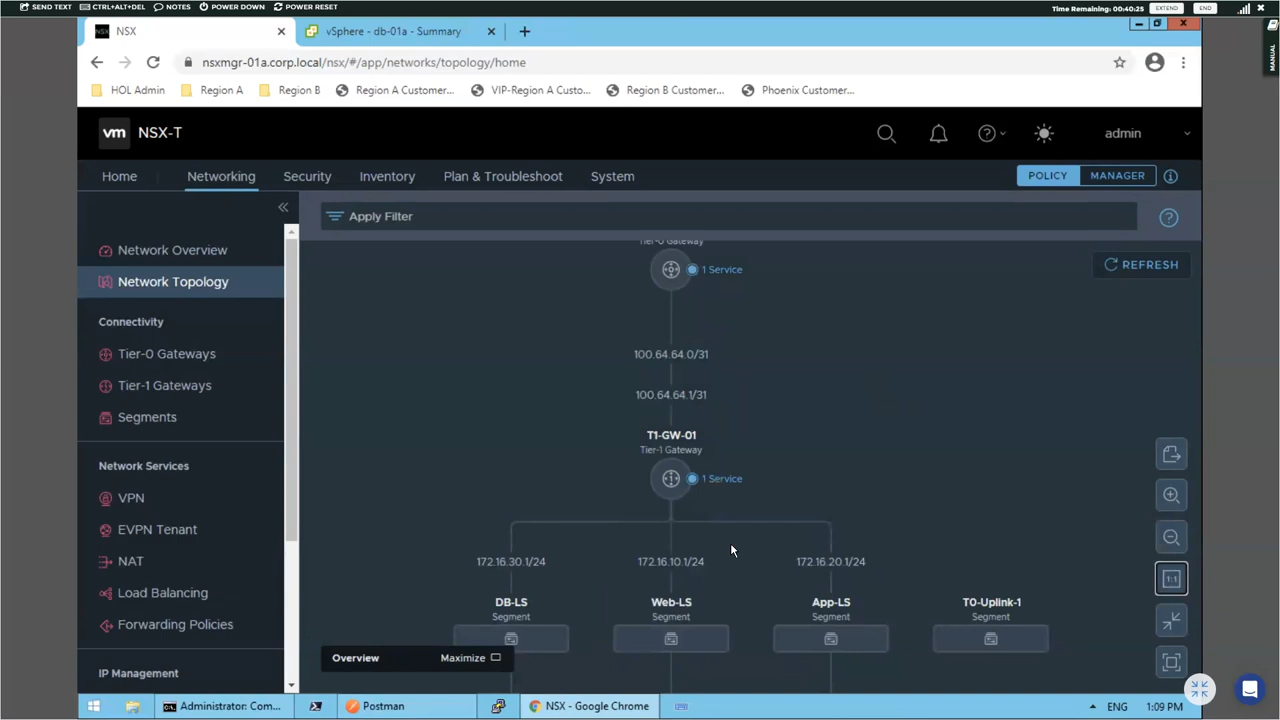 SEND TEXT CTRL+ALT+DEL NOTES POWER DOWN POWER RESET
Time Remaining: 00:40:25 EXTEND END
MANUAL
NSX
vSphere - db-01a - Summary
nsxmgr-01a.corp.local/nsx/#/app/networks/topology/home
HOL Admin Region A Region B Region A Customer... VIP-Region A Custo... Region B Customer... Phoenix Customer...
vm NSX-T
admin
Home Networking Security Inventory Plan & Troubleshoot System POLICY MANAGER
Apply Filter
Network Overview
Network Topology
Connectivity
Tier-0 Gateways
Tier-1 Gateways
Segments
Network Services
VPN
EVPN Tenant
NAT
Load Balancing
Forwarding Policies
IP Management
REFRESH
Tier-0 Gateway
1 Service
100.64.64.0/31
100.64.64.1/31
T1-GW-01
Tier-1 Gateway
1 Service
172.16.30.1/24 172.16.10.1/24 172.16.20.1/24
DB-LS Web-LS App-LS T0-Uplink-1
Segment Segment Segment Segment
1:1
Overview Maximize
Administrator: Com... Postman NSX - Google Chrome ENG 1:09 PM